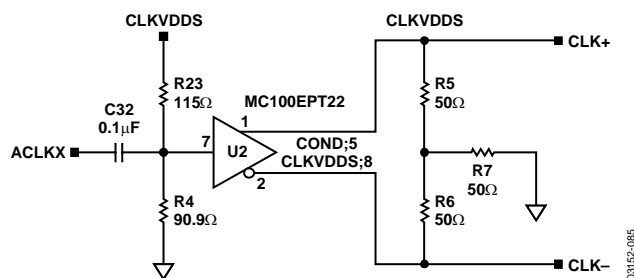 CLKVDDS
CLKVDDS
CLK+
R23
115Ω
MC100EPT22
R5
50Ω
C32
0.1μF
1
ACLKX
7
U2
COND;5
CLKVDDS;8
2
R7
50Ω
R4
90.9Ω
R6
50Ω
CLK–
03152-085